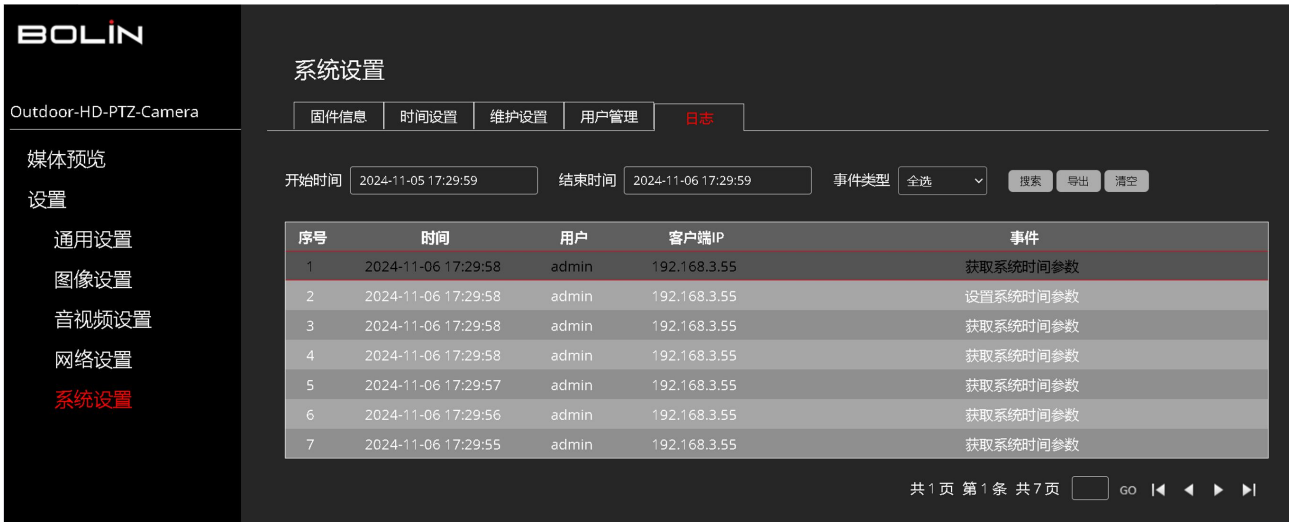 BOLIN
Outdoor-HD-PTZ-Camera
媒体预览
设置
通用设置
图像设置
音视频设置
网络设置
系统设置
系统设置
固件信息 时间设置 维护设置 用户管理 日志
开始时间 2024-11-05 17:29:59 结束时间 2024-11-06 17:29:59 事件类型 全选 搜索 导出 清空
序号 时间 用户 客户端IP 事件
1 2024-11-06 17:29:58 admin 192.168.3.55 获取系统时间参数
2 2024-11-06 17:29:58 admin 192.168.3.55 设置系统时间参数
3 2024-11-06 17:29:58 admin 192.168.3.55 获取系统时间参数
4 2024-11-06 17:29:58 admin 192.168.3.55 获取系统时间参数
5 2024-11-06 17:29:57 admin 192.168.3.55 获取系统时间参数
6 2024-11-06 17:29:56 admin 192.168.3.55 获取系统时间参数
7 2024-11-06 17:29:55 admin 192.168.3.55 获取系统时间参数
共1页 第1条 共7页 GO